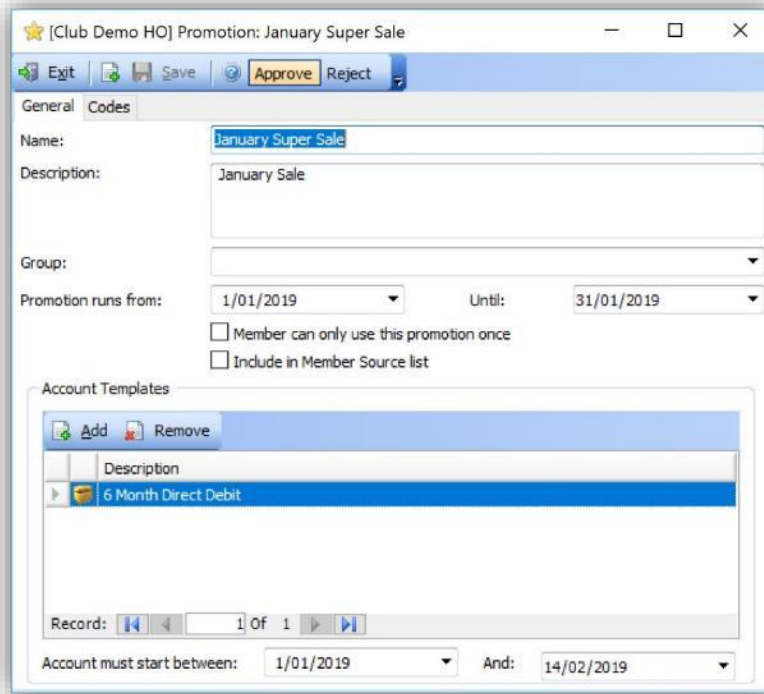 [Club Demo HO] Promotion: January Super Sale
Exit Save Approve Reject
General Codes
Name: January Super Sale
Description: January Sale
Group:
Promotion runs from: 1/01/2019 Until: 31/01/2019
Member can only use this promotion once
Include in Member Source list
Account Templates
Add Remove
Description
6 Month Direct Debit
Record: 1 Of 1
Account must start between: 1/01/2019 And: 14/02/2019